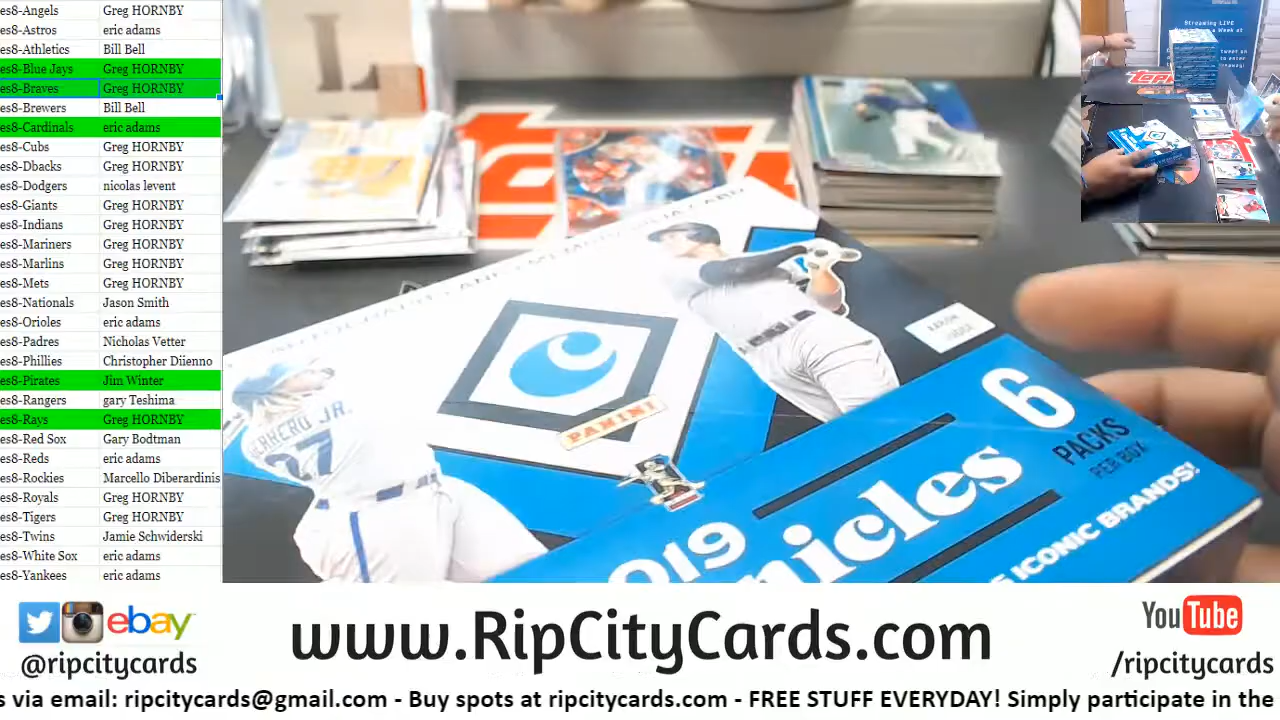 es8-Angels Greg HORNBY
es8-Astros eric adams
es8-Athletics Bill Bell
es8-Blue Jays Greg HORNBY
es8-Braves Greg HORNBY
es8-Brewers Bill Bell
es8-Cardinals eric adams
es8-Cubs Greg HORNBY
es8-Dbacks Greg HORNBY
es8-Dodgers nicolas levent
es8-Giants Greg HORNBY
es8-Indians Greg HORNBY
es8-Mariners Greg HORNBY
es8-Marlins Greg HORNBY
es8-Mets Greg HORNBY
es8-Nationals Jason Smith
es8-Orioles eric adams
es8-Padres Nicholas Vetter
es8-Phillies Christopher Diienno
es8-Pirates Jim Winter
es8-Rangers gary Teshima
es8-Rays Greg HORNBY
es8-Red Sox Gary Bodtman
es8-Reds eric adams
es8-Rockies Marcello Diberardinis
es8-Royals Greg HORNBY
es8-Tigers Greg HORNBY
es8-Twins Jamie Schwiderski
es8-White Sox eric adams
es8-Yankees eric adams
Streaming LIVE
PANINI
27
6
PACKS
PER BOX
019
nicles
ICONIC BRANDS!
ebay
@ripcitycards
www.RipCityCards.com
YouTube
/ripcitycards
s via email: ripcitycards@gmail.com - Buy spots at ripcitycards.com - FREE STUFF EVERYDAY! Simply participate in the